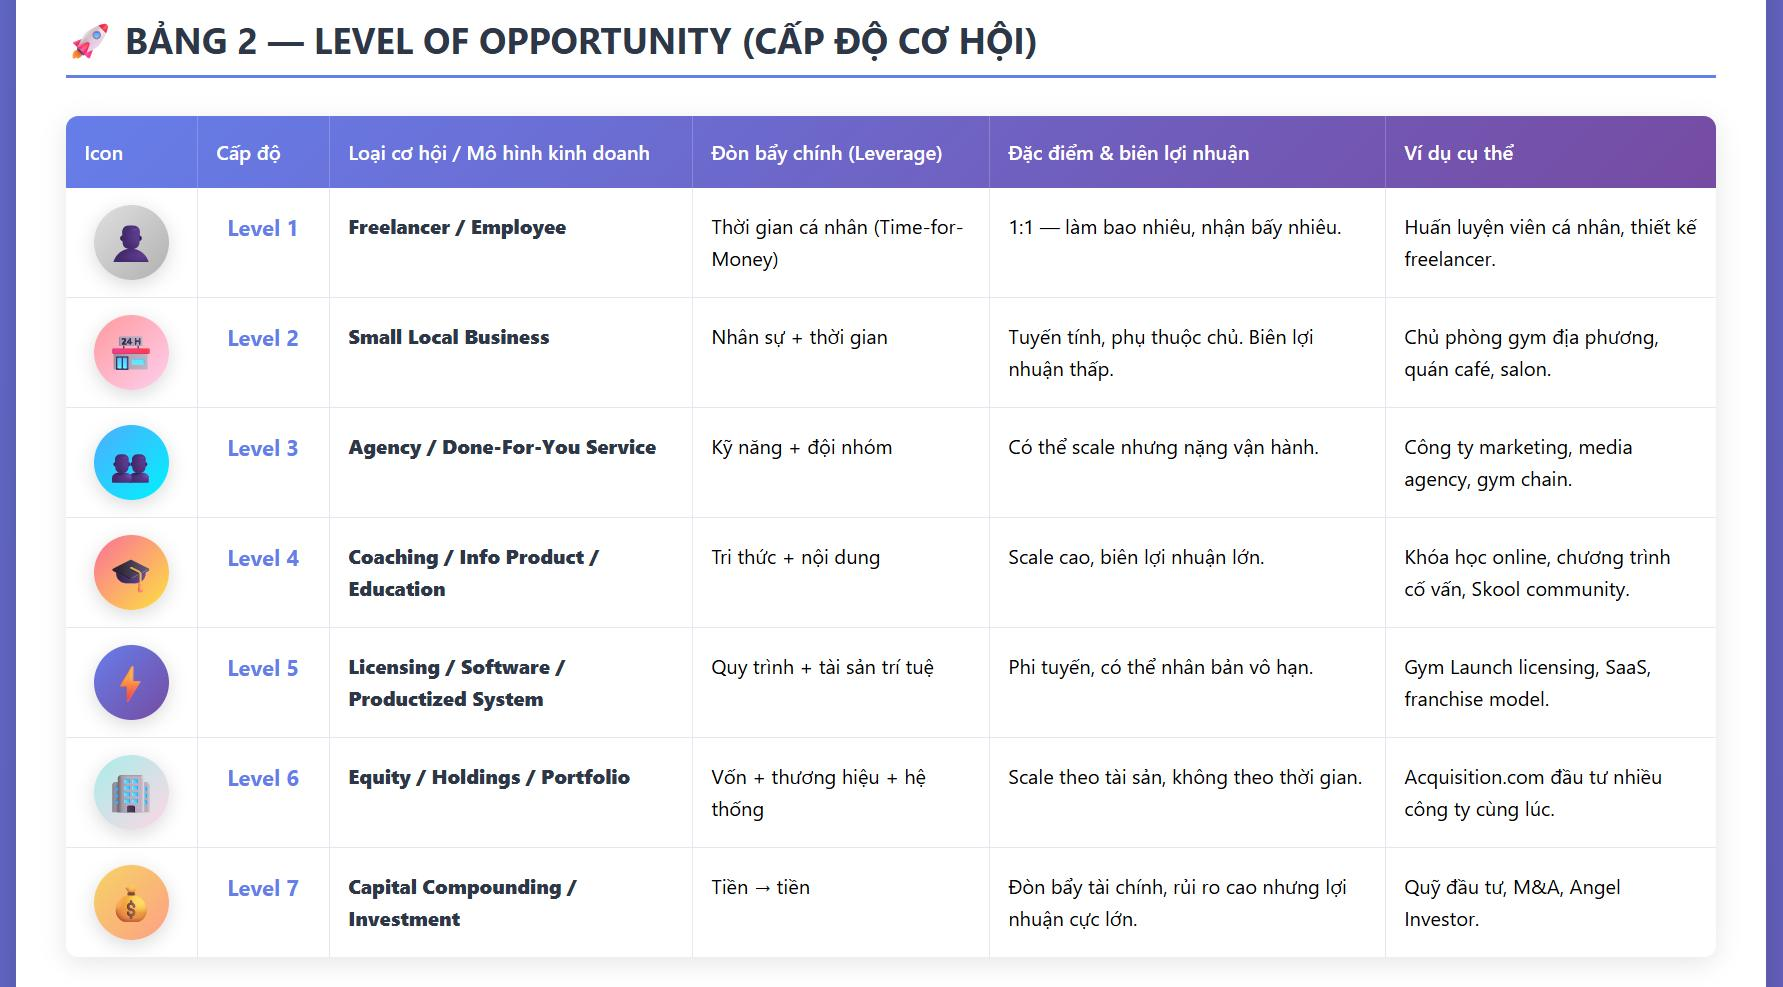 BẢNG 2 — LEVEL OF OPPORTUNITY (CẤP ĐỘ CƠ HỘI)
Icon
Cấp độ
Loại cơ hội / Mô hình kinh doanh
Đòn bẩy chính (Leverage)
Đặc điểm & biên lợi nhuận
Ví dụ cụ thể
Level 1
Freelancer / Employee
Thời gian cá nhân (Time-for-
Money)
1:1 — làm bao nhiêu, nhận bấy nhiêu.
Huấn luyện viên cá nhân, thiết kế
freelancer.
24 H
Level 2
Small Local Business
Nhân sự + thời gian
Tuyến tính, phụ thuộc chủ. Biên lợi
nhuận thấp.
Chủ phòng gym địa phương,
quán café, salon.
Level 3
Agency / Done-For-You Service
Kỹ năng + đội nhóm
Có thể scale nhưng nặng vận hành.
Công ty marketing, media
agency, gym chain.
Level 4
Coaching / Info Product /
Education
Tri thức + nội dung
Scale cao, biên lợi nhuận lớn.
Khóa học online, chương trình
cố vấn, Skool community.
Level 5
Licensing / Software /
Productized System
Quy trình + tài sản trí tuệ
Phi tuyến, có thể nhân bản vô hạn.
Gym Launch licensing, SaaS,
franchise model.
Level 6
Equity / Holdings / Portfolio
Vốn + thương hiệu + hệ
thống
Scale theo tài sản, không theo thời gian.
Acquisition.com đầu tư nhiều
công ty cùng lúc.
$
Level 7
Capital Compounding /
Investment
Tiền → tiền
Đòn bẩy tài chính, rủi ro cao nhưng lợi
nhuận cực lớn.
Quỹ đầu tư, M&A, Angel
Investor.